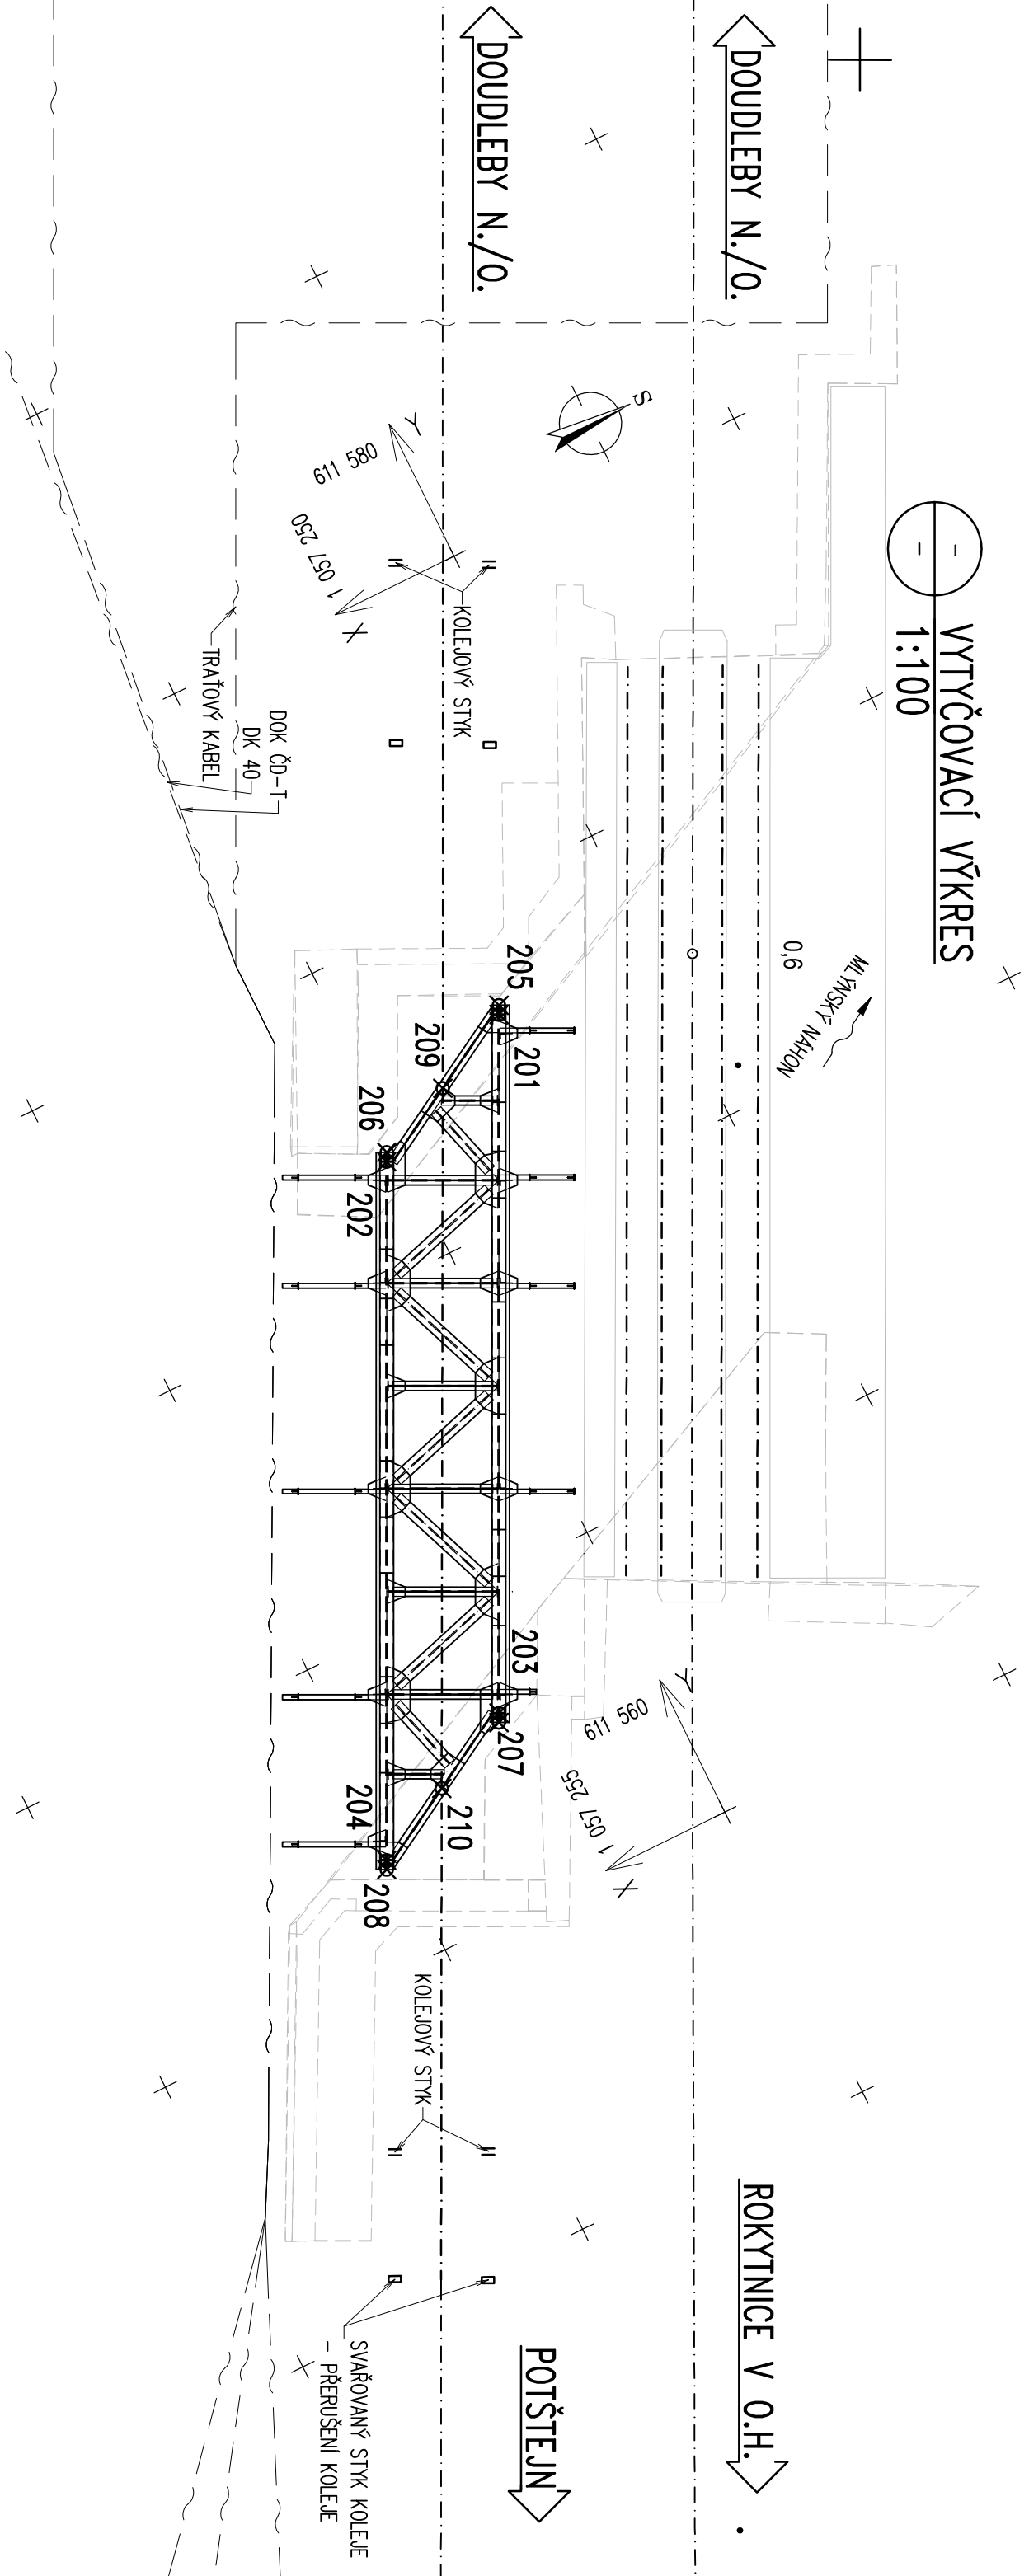 VYTYČOVACÍ VÝKRES
1:100
-
-
DOUDLEBY N./O.
DOUDLEBY N./O.
ROKYTNICE V O.H.
POTŠTEJN
S
Y
611 580
1 057 250
X
KOLEJOVÝ STYK
TRAŤOVÝ KABEL
DOK ČD-T
DK 40
0,6
MLÝNSKÝ NÁHON
205
201
209
206
202
203
207
210
204
208
Y
611 560
1 057 255
X
KOLEJOVÝ STYK
SVAŘOVANÝ STYK KOLEJE
- PŘERUŠENÍ KOLEJE